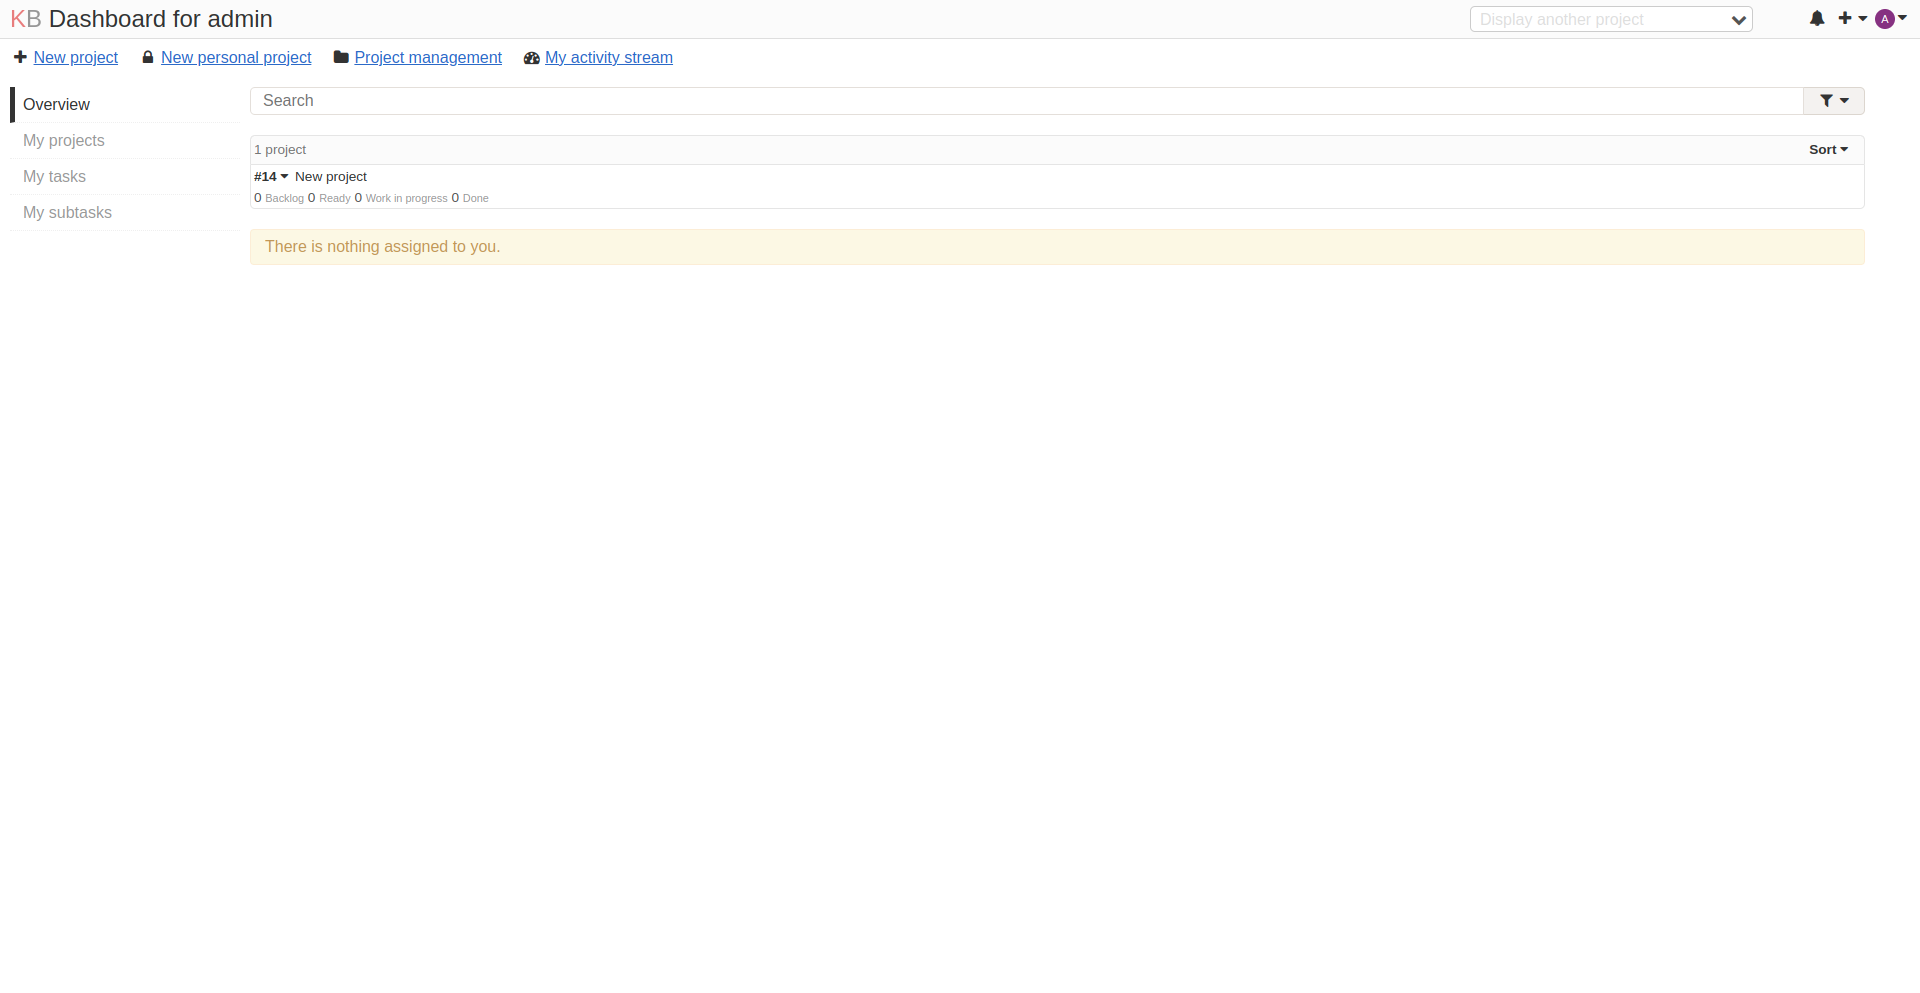 KB Dashboard for admin
Display another project
A
New project
New personal project
Project management
My activity stream
Overview
My projects
My tasks
My subtasks
Search
1 project
Sort
#14 New project
0 Backlog 0 Ready 0 Work in progress 0 Done
There is nothing assigned to you.